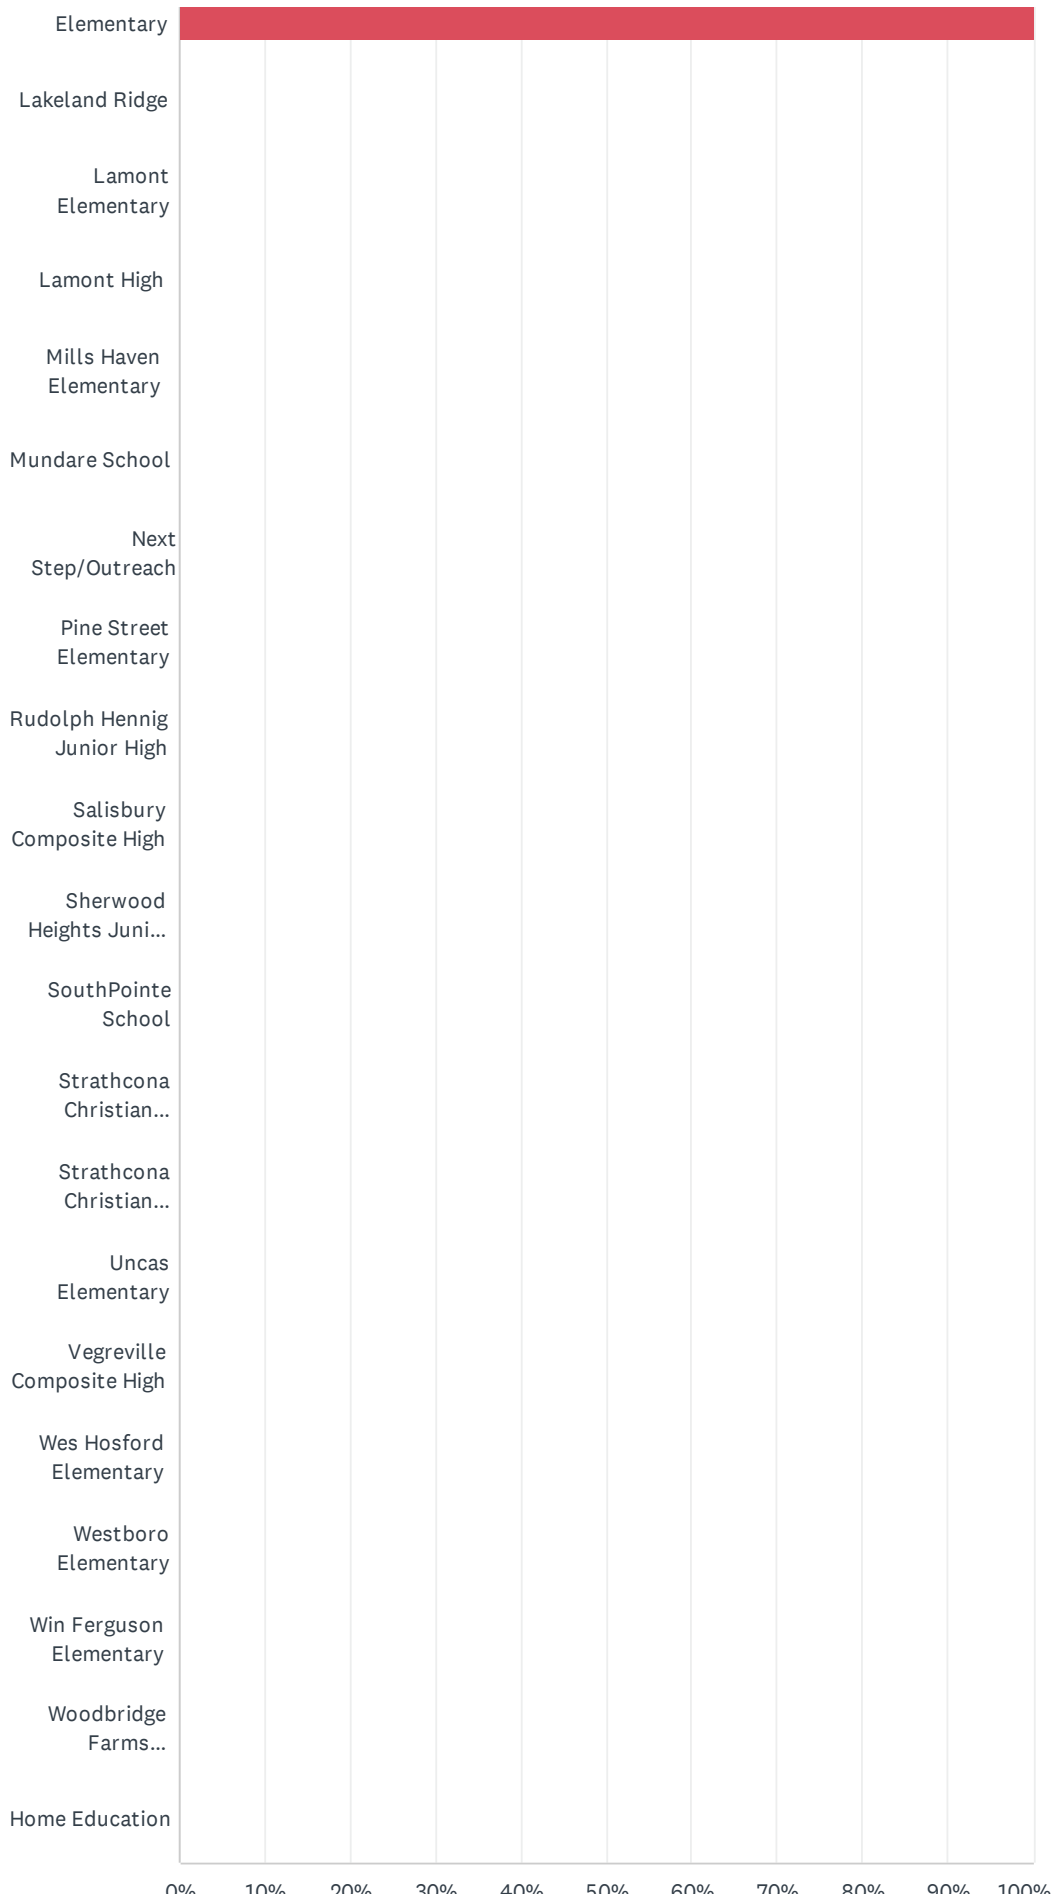 Elementary
Lakeland Ridge
Lamont
Elementary
Lamont High
Mills Haven
Elementary
Mundare School
Next
Step/Outreach
Pine Street
Elementary
Rudolph Hennig
Junior High
Salisbury
Composite High
Sherwood
Heights Juni...
SouthPointe
School
Strathcona
Christian...
Strathcona
Christian...
Uncas
Elementary
Vegreville
Composite High
Wes Hosford
Elementary
Westboro
Elementary
Win Ferguson
Elementary
Woodbridge
Farms...
Home Education
0% 10% 20% 30% 40% 50% 60% 70% 80% 90% 100%